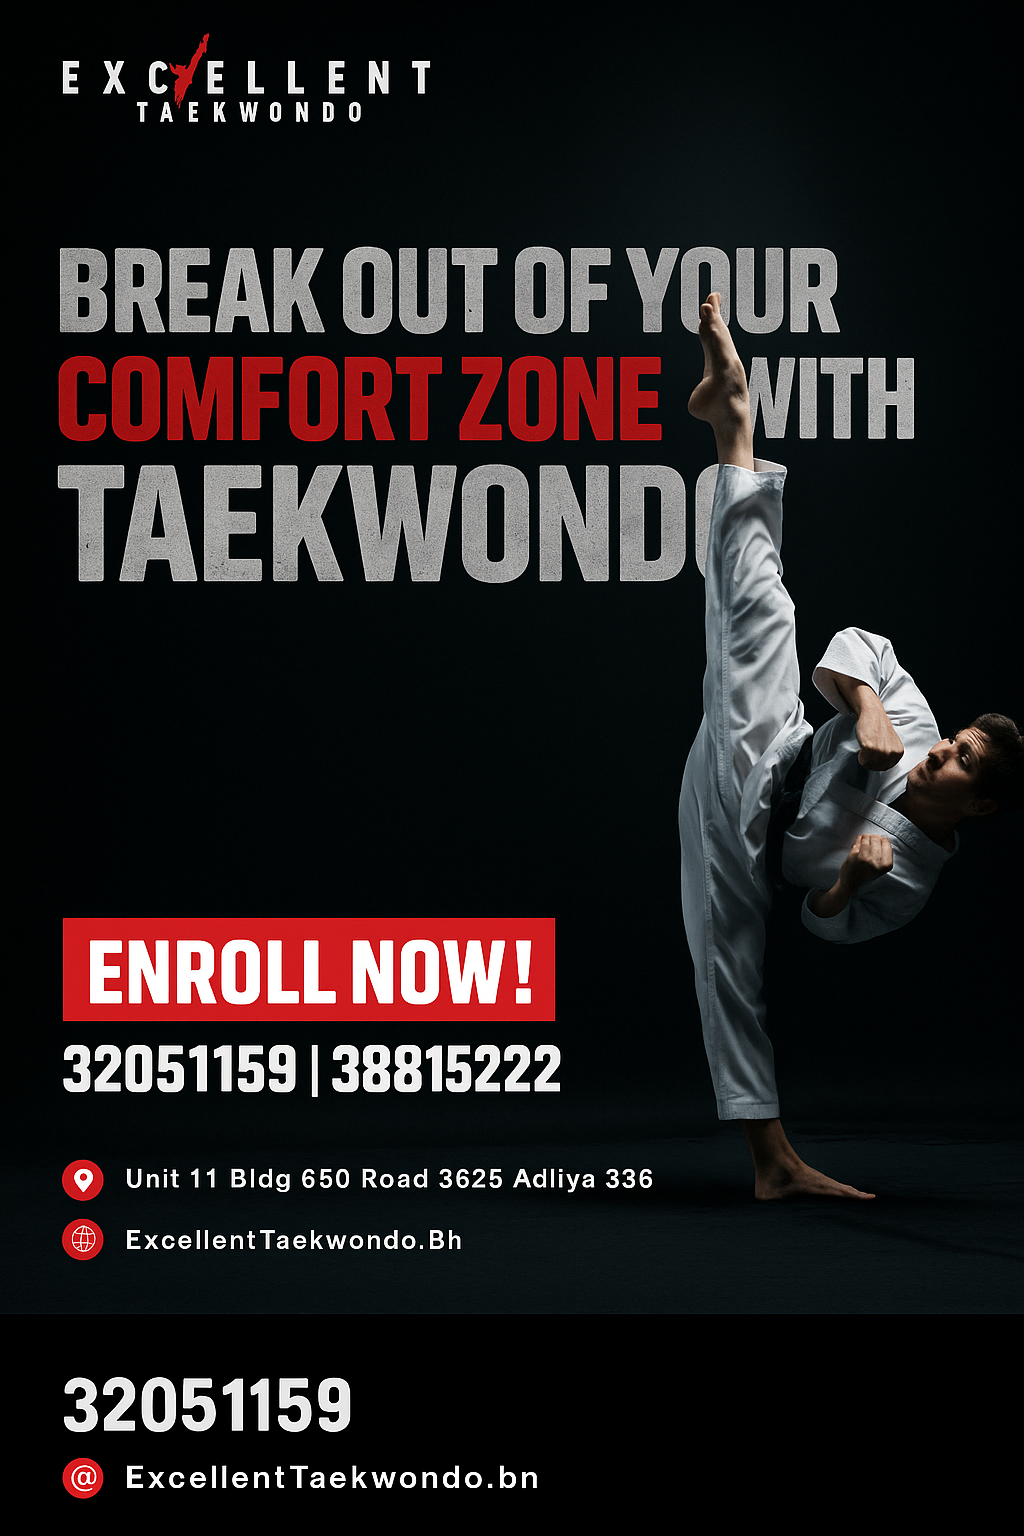 EXCELLENT
TAEKWONDO
BREAK OUT OF YOUR
COMFORT ZONE WITH
TAEKWONDO
ENROLL NOW!
32051159 | 38815222
Unit 11 Bldg 650 Road 3625 Adliya 336
ExcellentTaekwondo.Bh
32051159
@ ExcellentTaekwondo.bn